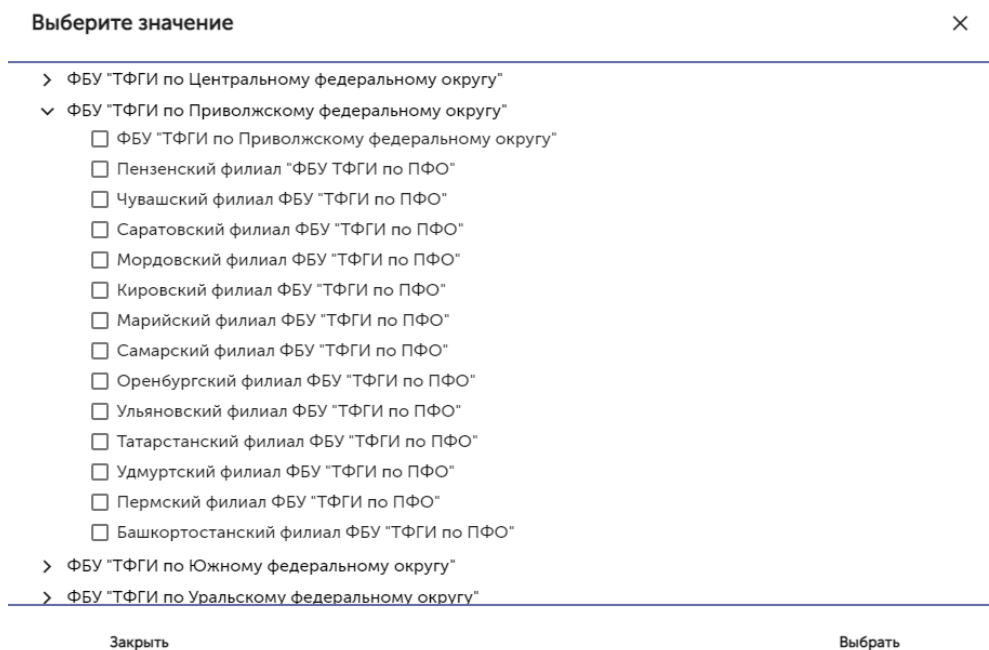 Выберите значение
ФБУ "ТФГИ по Центральному федеральному округу"
ФБУ "ТФГИ по Приволжскому федеральному округу"
ФБУ "ТФГИ по Приволжскому федеральному округу"
Пензенский филиал "ФБУ ТФГИ по ПФО"
Чувашский филиал ФБУ "ТФГИ по ПФО"
Саратовский филиал ФБУ "ТФГИ по ПФО"
Мордовский филиал ФБУ "ТФГИ по ПФО"
Кировский филиал ФБУ "ТФГИ по ПФО"
Марийский филиал ФБУ "ТФГИ по ПФО"
Самарский филиал ФБУ "ТФГИ по ПФО"
Оренбургский филиал ФБУ "ТФГИ по ПФО"
Ульяновский филиал ФБУ "ТФГИ по ПФО"
Татарстанский филиал ФБУ "ТФГИ по ПФО"
Удмуртский филиал ФБУ "ТФГИ по ПФО"
Пермский филиал ФБУ "ТФГИ по ПФО"
Башкортостанский филиал ФБУ "ТФГИ по ПФО"
ФБУ "ТФГИ по Южному федеральному округу"
ФБУ "ТФГИ по Уральскому федеральному округу"
Закрыть Выбрать